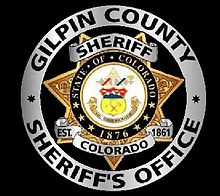 GILPIN COUNTY
SHERIFF
STATE • OF • COLORADO
EST. 1861
1876
COLORADO
SHERIFF'S OFFICE